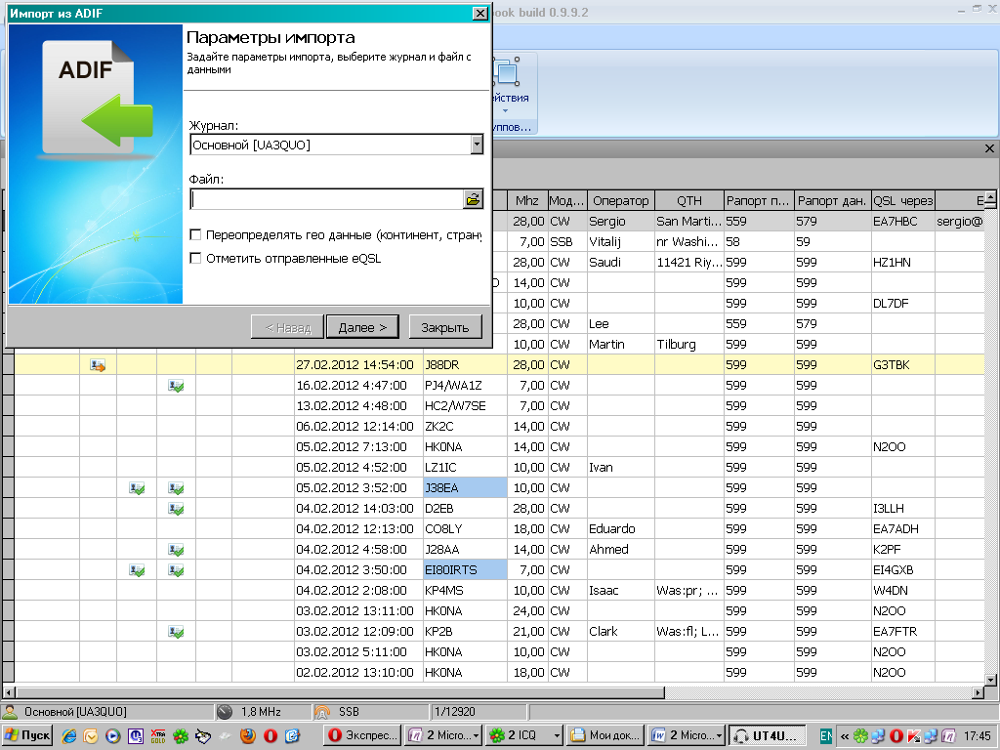 Импорт из ADIF
book build 0.9.9.2
ADIF
Параметры импорта
Задайте параметры импорта, выберите журнал и файл с
данными
Журнал:
Основной [UA3QUO]
Файл:
Переопределять гео данные (континент, страну
Отметить отправленные eQSL
< Назад
Далее >
Закрыть
Mhz Мод... Оператор QTH Рапорт п... Рапорт дан. QSL через E
28,00 CW Sergio San Marti... 559 579 EA7HBC sergio@
7,00 SSB Vitalij nr Washi... 58 59
28,00 CW Saudi 11421 Riy... 599 599 HZ1HN
14,00 CW 599 599
10,00 CW 599 599 DL7DF
28,00 CW Lee 559 579
10,00 CW Martin Tilburg 599 599
27.02.2012 14:54:00 J88DR 28,00 CW 599 599 G3TBK
16.02.2012 4:47:00 PJ4/WA1Z 7,00 CW 599 599
13.02.2012 4:48:00 HC2/W7SE 7,00 CW 599 599
06.02.2012 12:14:00 ZK2C 14,00 CW 599 599
05.02.2012 7:13:00 HK0NA 14,00 CW 599 599 N2OO
05.02.2012 4:52:00 LZ1IC 10,00 CW Ivan 599 599
05.02.2012 3:52:00 J38EA 10,00 CW 599 599
04.02.2012 14:03:00 D2EB 28,00 CW 599 599 I3LLH
04.02.2012 12:13:00 CO8LY 18,00 CW Eduardo 599 599 EA7ADH
04.02.2012 4:58:00 J28AA 14,00 CW Ahmed 599 599 K2PF
04.02.2012 3:50:00 EI80IRTS 7,00 CW 599 599 EI4GXB
04.02.2012 2:08:00 KP4MS 10,00 CW Isaac Was:pr; ... 599 599 W4DN
03.02.2012 13:11:00 HK0NA 24,00 CW 599 599 N2OO
03.02.2012 12:09:00 KP2B 21,00 CW Clark Was:fl; L... 599 599 EA7FTR
03.02.2012 5:11:00 HK0NA 10,00 CW 599 599 N2OO
02.02.2012 13:10:00 HK0NA 18,00 CW 599 599 N2OO
Основной [UA3QUO] 1,8 MHz SSB 1/12920
Пуск Экспрес... 2 Micro... 2 ICQ Мои док... 2 Micro... UT4U... EN « 17:45